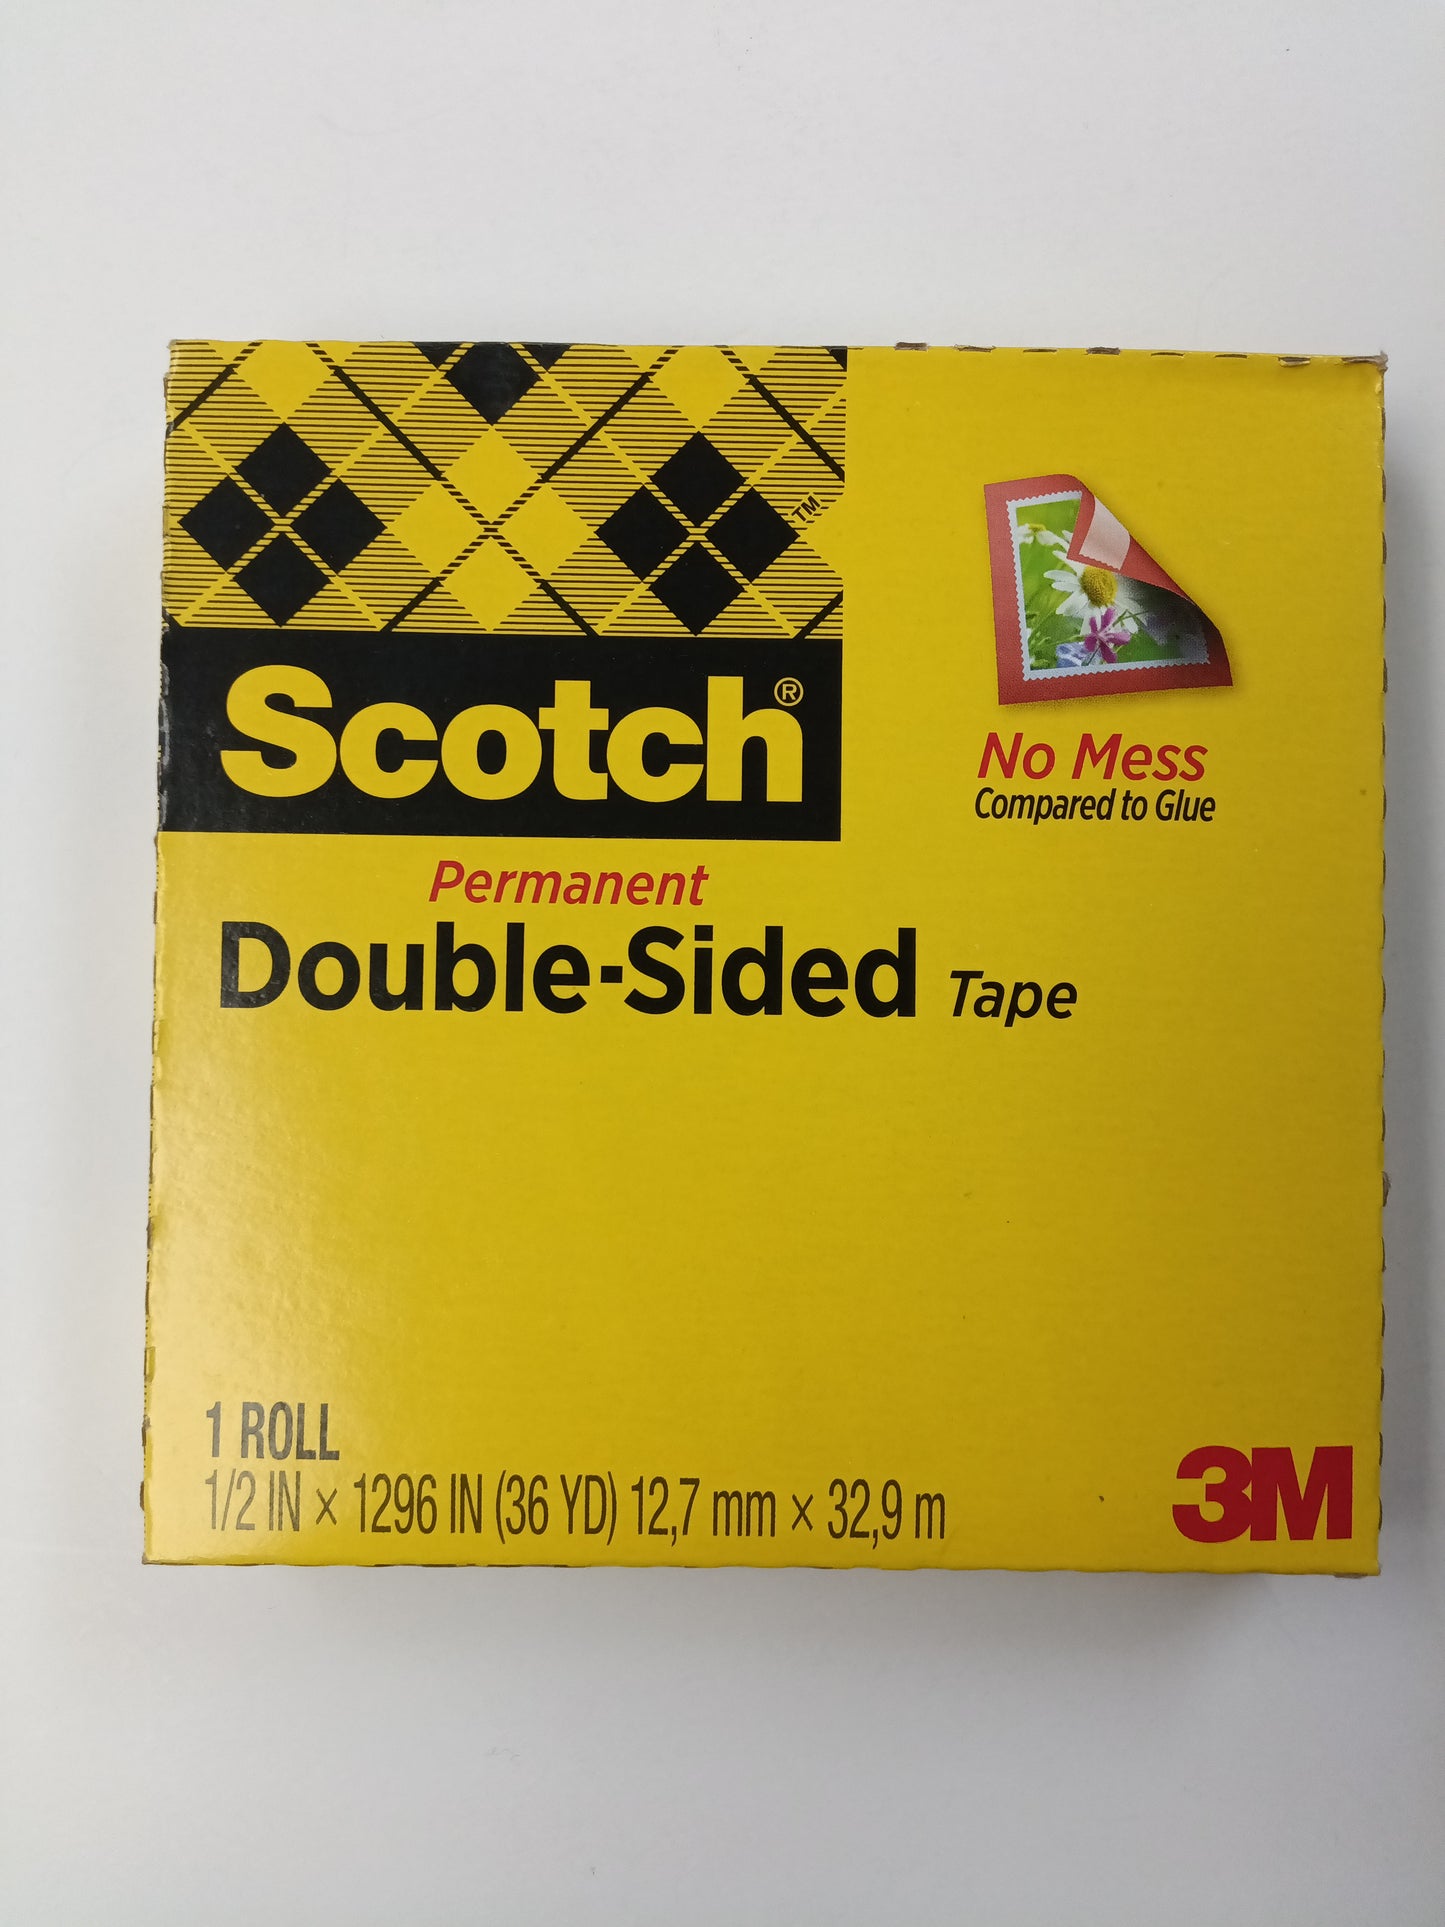 ™
Scotch®
No Mess
Compared to Glue
Permanent
Double-Sided Tape
1 ROLL
1/2 IN × 1296 IN (36 YD) 12,7 mm × 32,9 m
3M